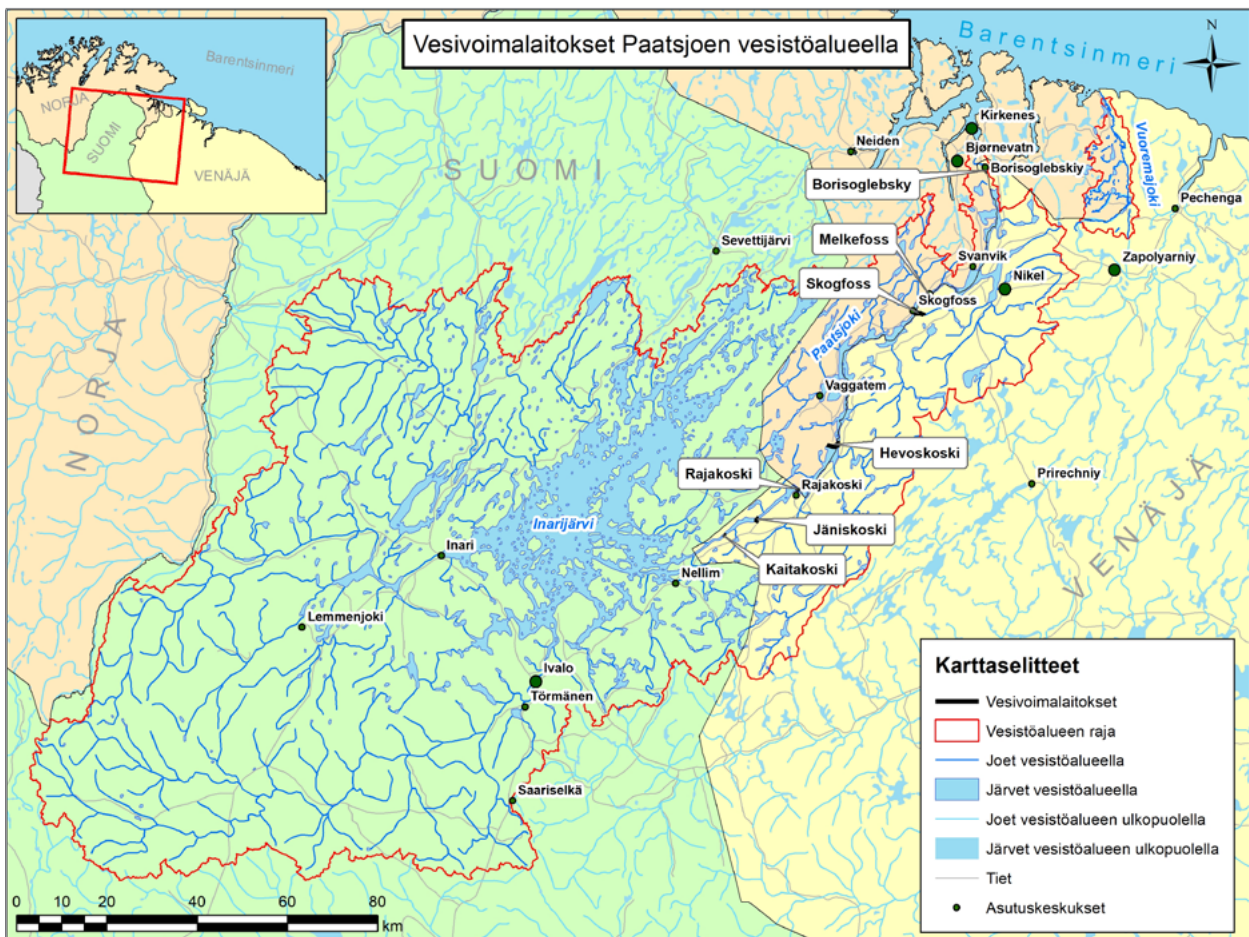 Vesivoimalaitokset Paatsjoen vesistöalueella
Barentsinmeri
NORJA
SUOMI
VENÄJÄ
Barentsinmeri
N
Kirkenes
Neiden
Bjørnevatn
Borisoglebskiy
Borisoglebsky
Vuoremajoki
Pechenga
SUOMI
Melkefoss
Sevettijärvi
Svanvik
Zapolyarniy
Nikel
Skogfoss
Skogfoss
Paatsjoki
NORJA
Vaggatem
Hevoskoski
Rajakoski
Rajakoski
Prirechniy
VENÄJÄ
Inarijärvi
Jäniskoski
Inari
Kaitakoski
Nellim
Lemmenjoki
Ivalo
Törmänen
Saariselkä
Karttaselitteet
Vesivoimalaitokset
Vesistöalueen raja
Joet vesistöalueella
Järvet vesistöalueella
Joet vesistöalueen ulkopuolella
Järvet vesistöalueen ulkopuolella
Tiet
Asutuskeskukset
0 20 40 60 80
km